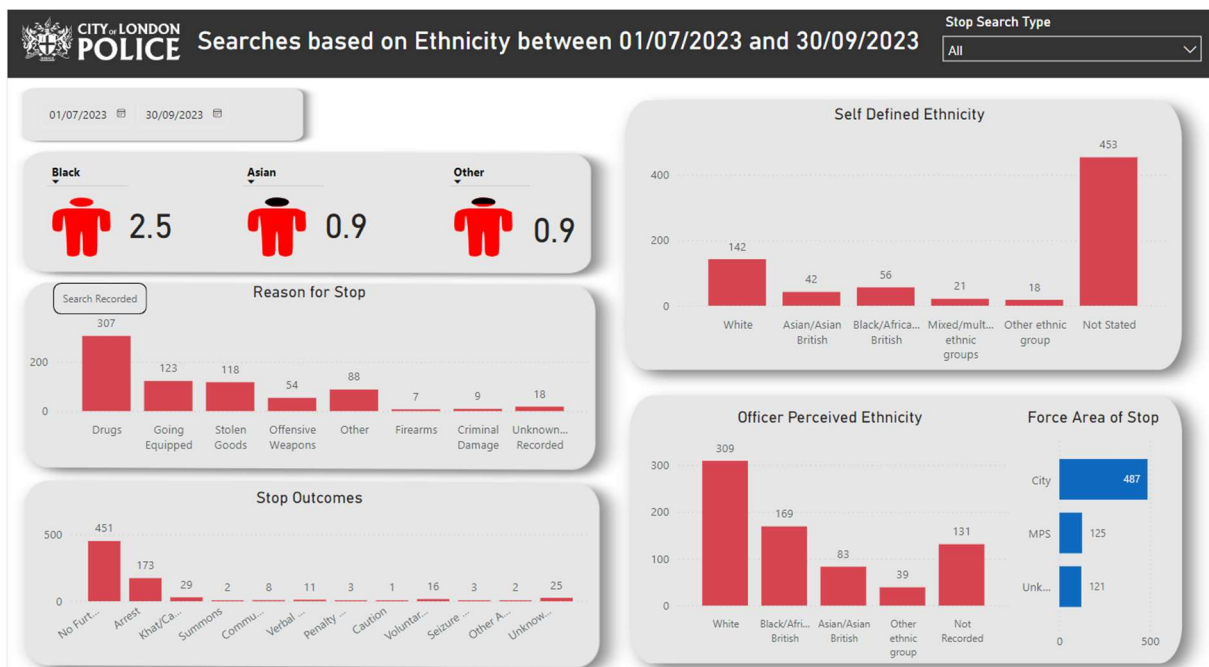 CITY OF LONDON
POLICE
Searches based on Ethnicity between 01/07/2023 and 30/09/2023
Stop Search Type
All
01/07/2023 30/09/2023
Black Asian Other
2.5 0.9 0.9
Search Recorded
Reason for Stop
307
123
118
54
88
7
9
18
200
0
Drugs
Going Equipped
Stolen Goods
Offensive Weapons
Other
Firearms
Criminal Damage
Unknown... Recorded
Stop Outcomes
451
173
29
2
8
11
3
1
16
3
2
25
500
0
No Furt...
Arrest
Khat/Ca...
Summons
Commu...
Verbal ...
Penalty ...
Caution
Voluntar...
Seizure ...
Other A...
Unknow...
Self Defined Ethnicity
453
142
42
56
21
18
400
200
0
White
Asian/Asian British
Black/Africa... British
Mixed/mult... ethnic groups
Other ethnic group
Not Stated
Officer Perceived Ethnicity
309
169
83
39
131
300
200
100
0
White
Black/Afri... British
Asian/Asian British
Other ethnic group
Not Recorded
Force Area of Stop
City 487
MPS 125
Unk... 121
0 500